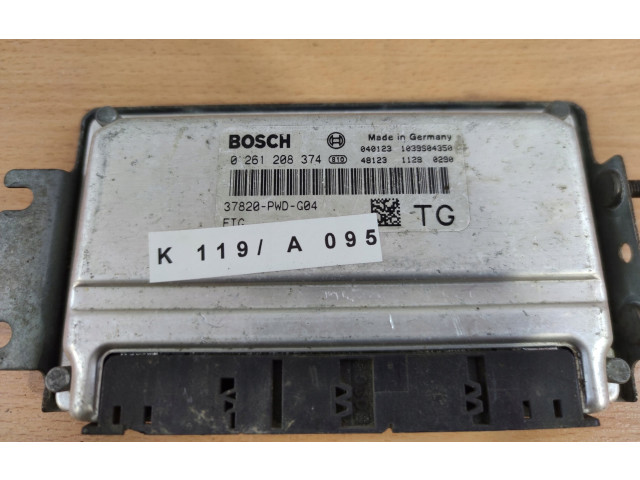 BOSCH
Made in Germany
0 261 208 374
040123 1039S04350
48123 1128 0290
37820-PWD-G04
TG
K 119/ A 095